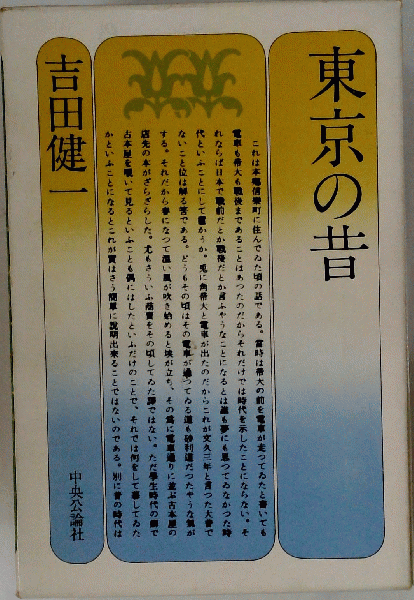 東京の昔
これは本郷信楽町に住んでゐた頃の話である。當時は帝大の前を電車が走つてゐたと書いても
電車も帝大も戰後まであることはあつたのだからそれだけでは時代を示したことにならない。そ
れならば日本で戰前だとか戰後だとか言ふやうなことになるとは誰も夢にも思つてゐなかつた時
代といふことにして置かうか。兎に角帝大と電車が出たのだからこれが文久三年と言つた大昔で
ないこと位は解る筈である。どうもその頃はその電車が通つてゐる道も砂利道だつたやうな氣が
する。それだから春になつて温い風が吹き始めると埃が立ち、その爲に電車通りに並ぶ古本屋の
店先の本がざらざらした。尤もさういふ感覺をその頃してゐた譯ではない。ただ學生時代の癖で
古本屋を覗いて見るといふことも偶にはしたといふだけのことで、それでは何をして暮してゐた
かといふことになるとこれが實はさう簡單に説明出來ることではないのである。別に昔の時代は
吉田健一
中央公論社